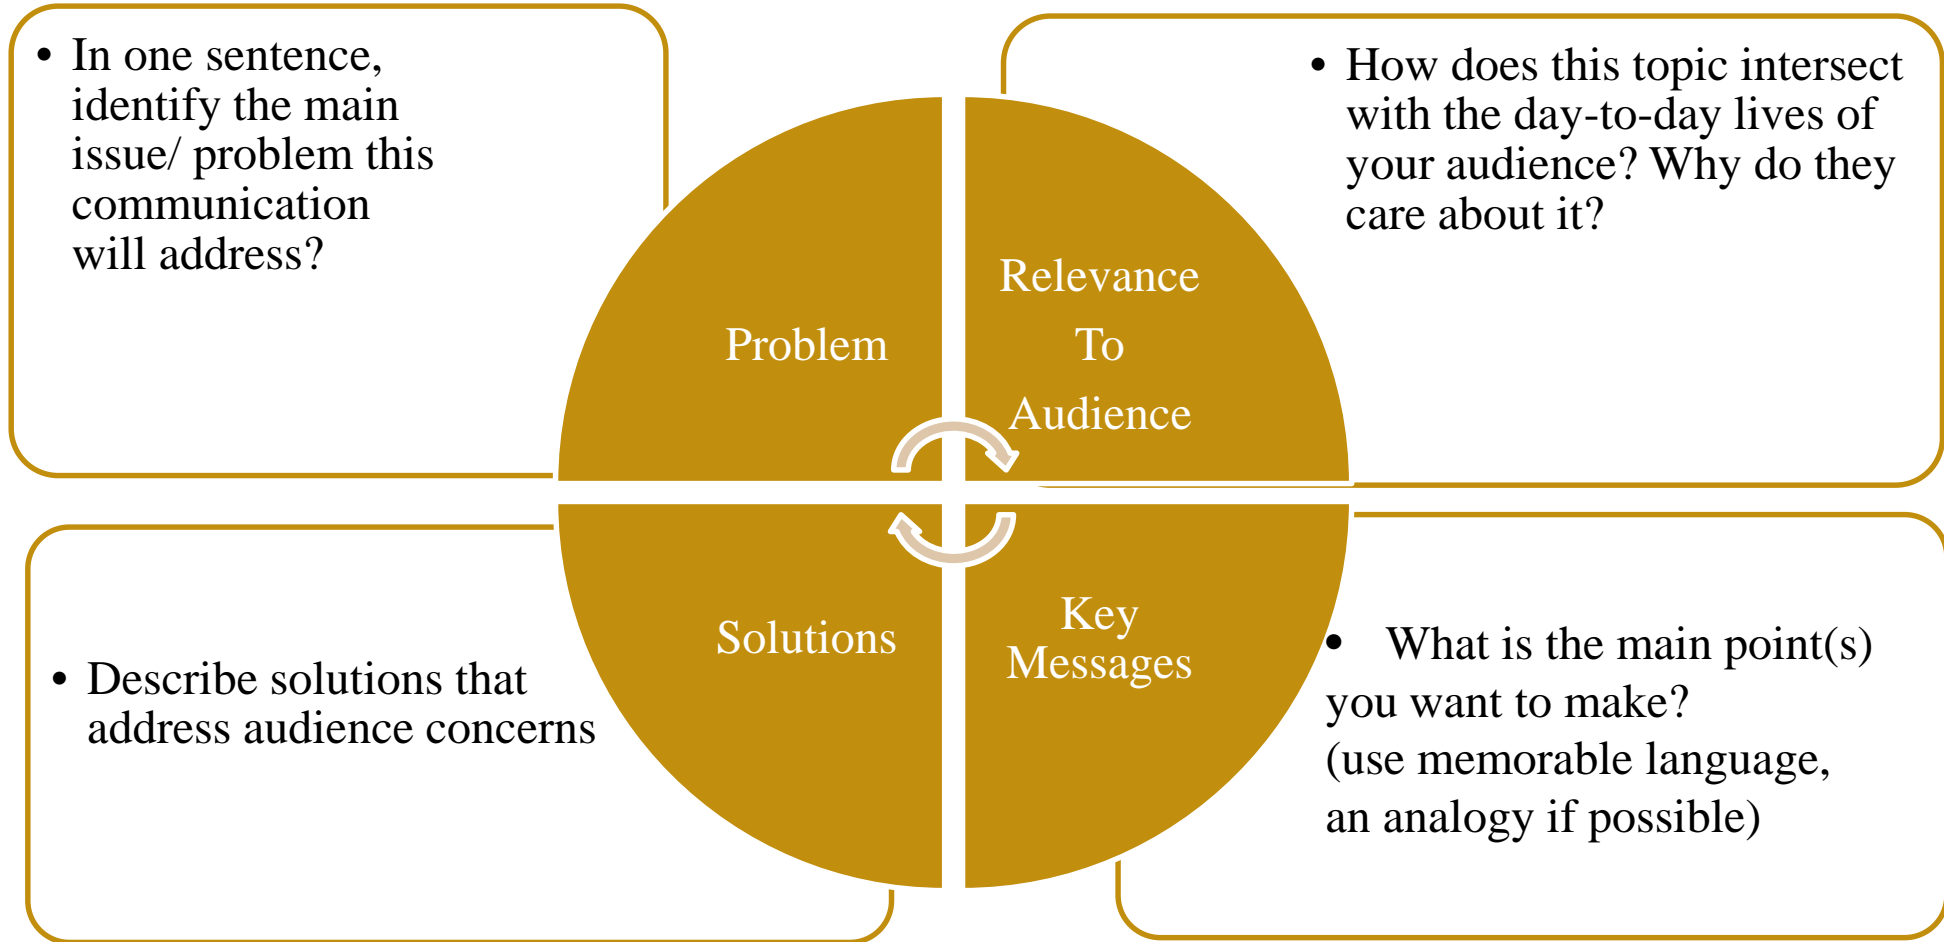 • In one sentence,
identify the main
issue/ problem this
communication
will address?
• How does this topic intersect
with the day-to-day lives of
your audience? Why do they
care about it?
Problem
Relevance
To
Audience
Solutions
Key
Messages
• Describe solutions that
address audience concerns
• What is the main point(s)
you want to make?
(use memorable language,
an analogy if possible)